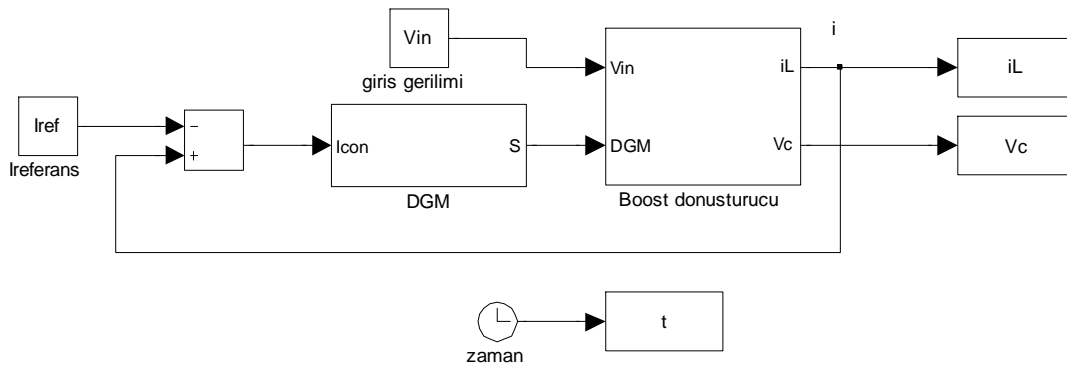 i
Vin
giris gerilimi
Vin
iL
iL
Iref
Ireferans
−
+
Icon
S
DGM
DGM
Vc
Boost donusturucu
Vc
zaman
t